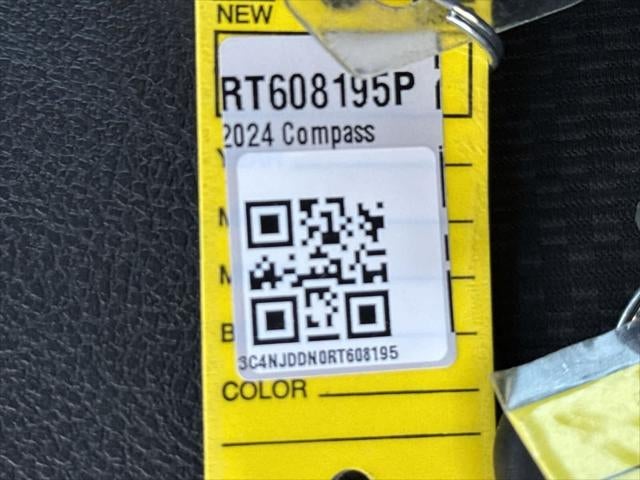 NEW
RT608195P
2024 Compass
3C4NJDDN0RT608195
COLOR